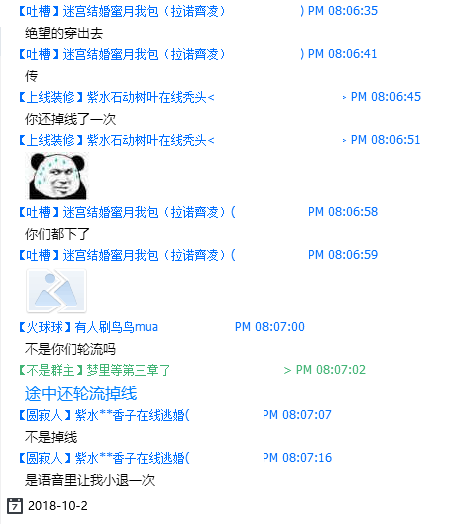 【吐槽】迷宫结婚蜜月我包（拉诺齊凌） ) PM 08:06:35
绝望的穿出去
【吐槽】迷宫结婚蜜月我包（拉诺齊凌） ) PM 08:06:41
传
【上线装修】紫水石动树叶在线秃头< > PM 08:06:45
你还掉线了一次
【上线装修】紫水石动树叶在线秃头< > PM 08:06:51
【吐槽】迷宫结婚蜜月我包（拉诺齊凌）( PM 08:06:58
你们都下了
【吐槽】迷宫结婚蜜月我包（拉诺齊凌）( PM 08:06:59
【火球球】有人刷鸟鸟mua PM 08:07:00
不是你们轮流吗
【不是群主】梦里等第三章了 > PM 08:07:02
途中还轮流掉线
【圆寂人】紫水**香子在线逃婚( PM 08:07:07
不是掉线
【圆寂人】紫水**香子在线逃婚( PM 08:07:16
是语音里让我小退一次
7 2018-10-2